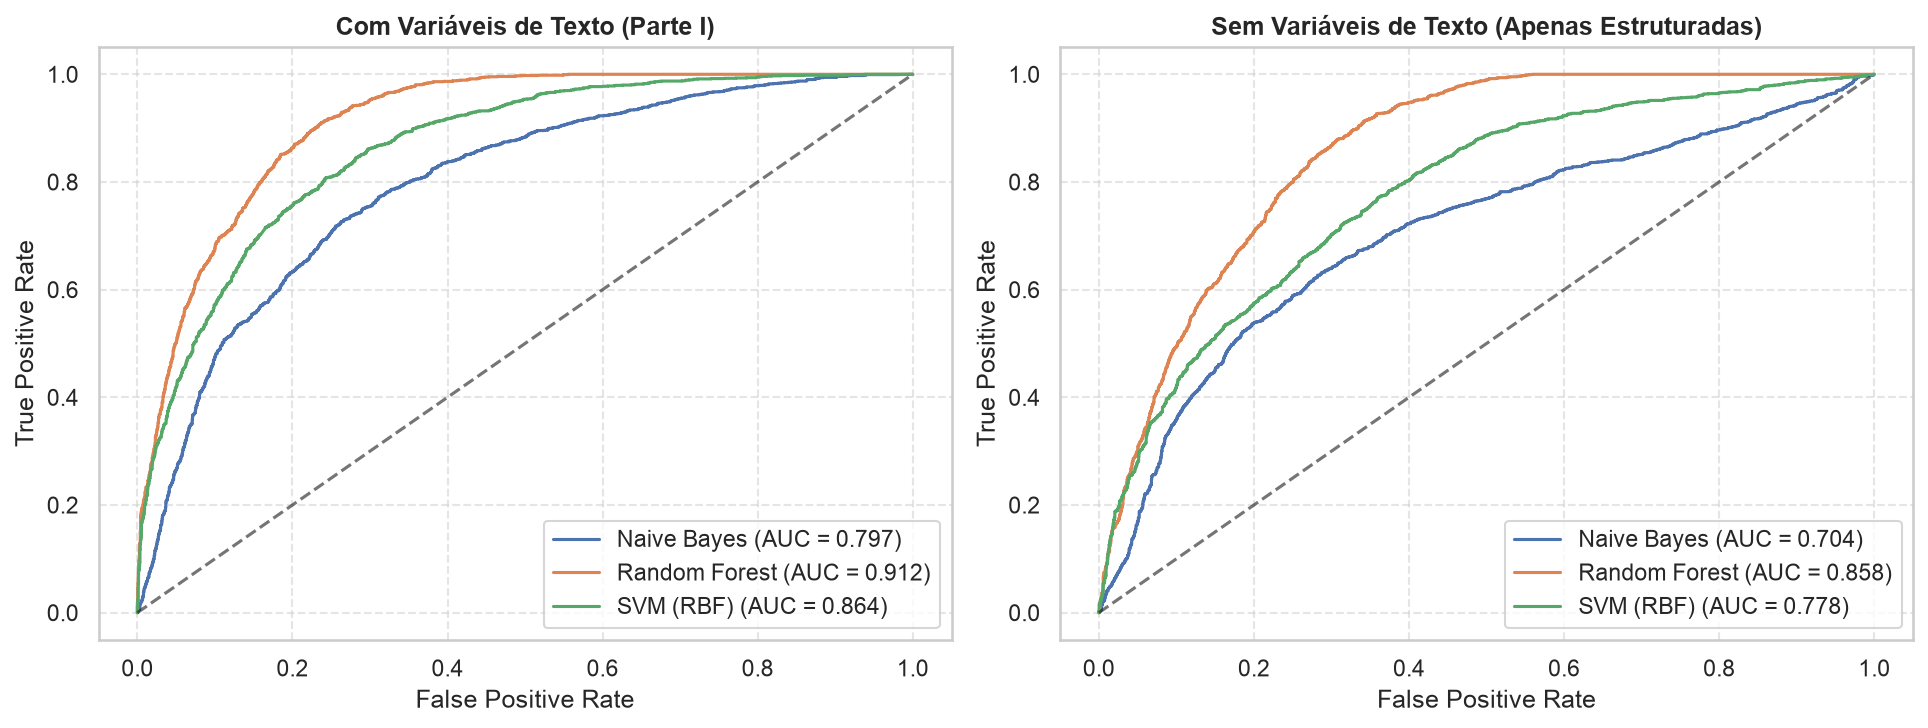 Com Variáveis de Texto (Parte I)
True Positive Rate
1.0
0.8
0.6
0.4
0.2
0.0
Naive Bayes (AUC = 0.797)
Random Forest (AUC = 0.912)
SVM (RBF) (AUC = 0.864)
0.0 0.2 0.4 0.6 0.8 1.0
False Positive Rate
Sem Variáveis de Texto (Apenas Estruturadas)
True Positive Rate
1.0
0.8
0.6
0.4
0.2
0.0
Naive Bayes (AUC = 0.704)
Random Forest (AUC = 0.858)
SVM (RBF) (AUC = 0.778)
0.0 0.2 0.4 0.6 0.8 1.0
False Positive Rate